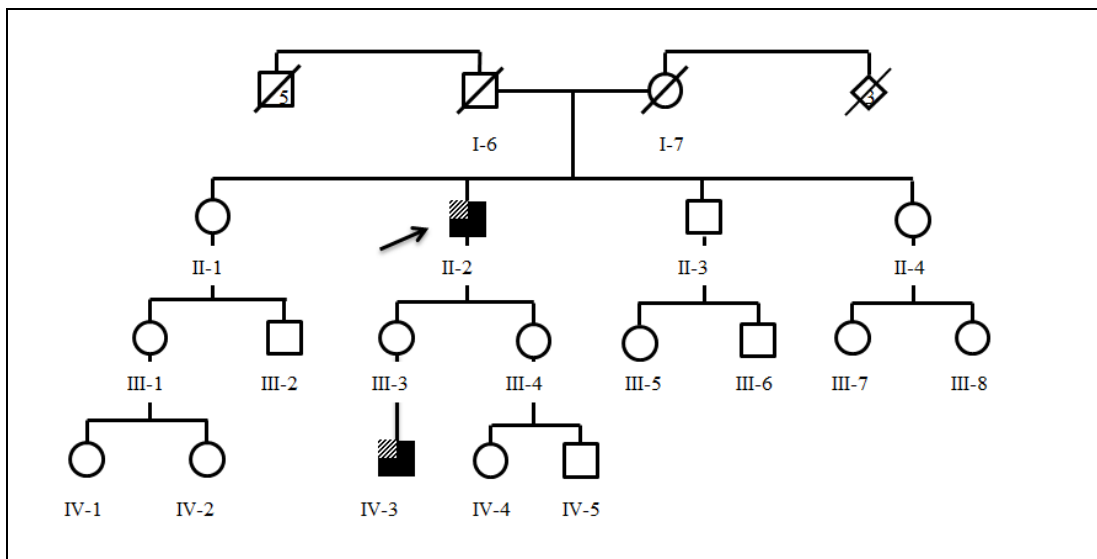 5 3
I-6 I-7
II-1 II-2 II-3 II-4
III-1 III-2 III-3 III-4 III-5 III-6 III-7 III-8
IV-1 IV-2 IV-3 IV-4 IV-5